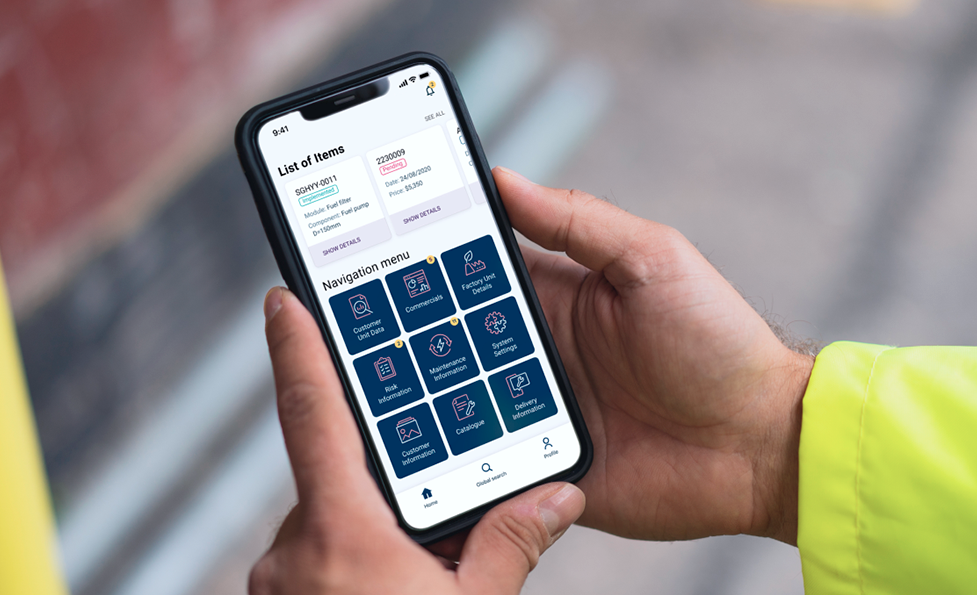 9:41
SEE ALL
List of Items
SGHYY-0011
Implemented
Module: Fuel filter
Component: Fuel pump
D=150mm
SHOW DETAILS
2230009
Pending
Date: 24/08/2020
Price: $5,350
SHOW DETAILS
Navigation menu
Customer
Unit Data
Commercials
Factory Unit
Details
Risk
Information
Maintenance
Information
System
Settings
Customer
Information
Catalogue
Delivery
Information
Home
Global search
Profile